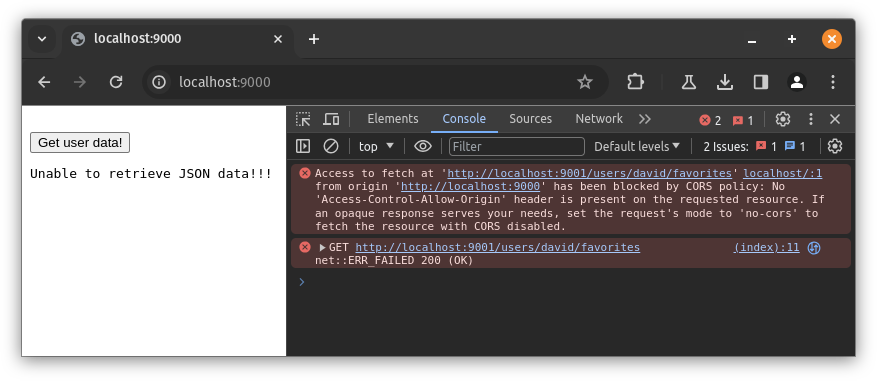 localhost:9000
localhost:9000
Get user data!
Unable to retrieve JSON data!!!
Elements Console Sources Network 2 1
top Filter Default levels 2 Issues: 1 1
Access to fetch at 'http://localhost:9001/users/david/favorites' localhost/:1
from origin 'http://localhost:9000' has been blocked by CORS policy: No
'Access-Control-Allow-Origin' header is present on the requested resource. If
an opaque response serves your needs, set the request's mode to 'no-cors' to
fetch the resource with CORS disabled.
GET http://localhost:9001/users/david/favorites (index):11
net::ERR_FAILED 200 (OK)